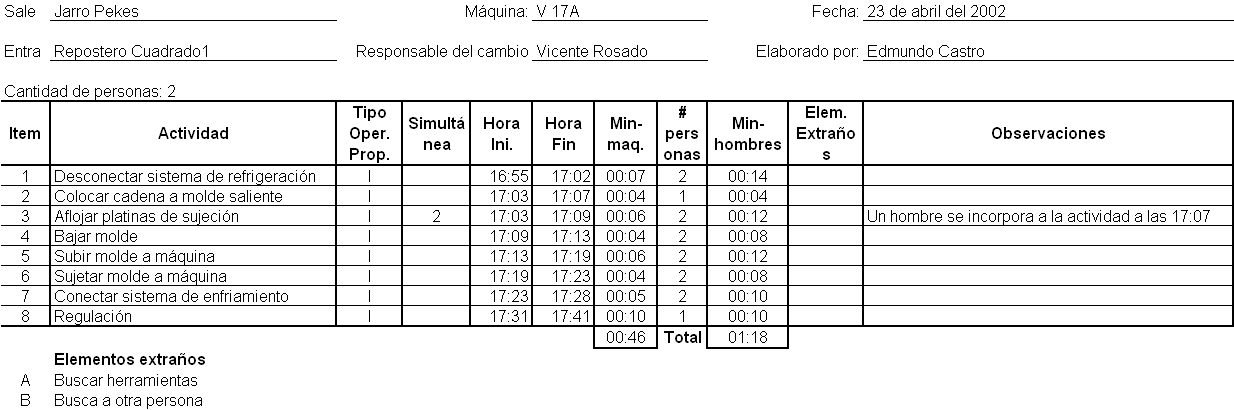 Sale Jarro Pekes Máquina: V 17A Fecha: 23 de abril del 2002
Entra Repostero Cuadrado1 Responsable del cambio Vicente Rosado Elaborado por: Edmundo Castro
Cantidad de personas: 2
Item Actividad Tipo Oper. Prop. Simultánea Hora Ini. Hora Fin Min-maq. # personas Min-hombres Elem. Extraños Observaciones
1 Desconectar sistema de refrigeración I 16:55 17:02 00:07 2 00:14
2 Colocar cadena a molde saliente I 17:03 17:07 00:04 1 00:04
3 Aflojar platinas de sujeción I 2 17:03 17:09 00:06 2 00:12 Un hombre se incorpora a la actividad a las 17:07
4 Bajar molde I 17:09 17:13 00:04 2 00:08
5 Subir molde a máquina I 17:13 17:19 00:06 2 00:12
6 Sujetar molde a máquina I 17:19 17:23 00:04 2 00:08
7 Conectar sistema de enfriamiento I 17:23 17:28 00:05 2 00:10
8 Regulación I 17:31 17:41 00:10 1 00:10
00:46 Total 01:18
Elementos extraños
A Buscar herramientas
B Busca a otra persona